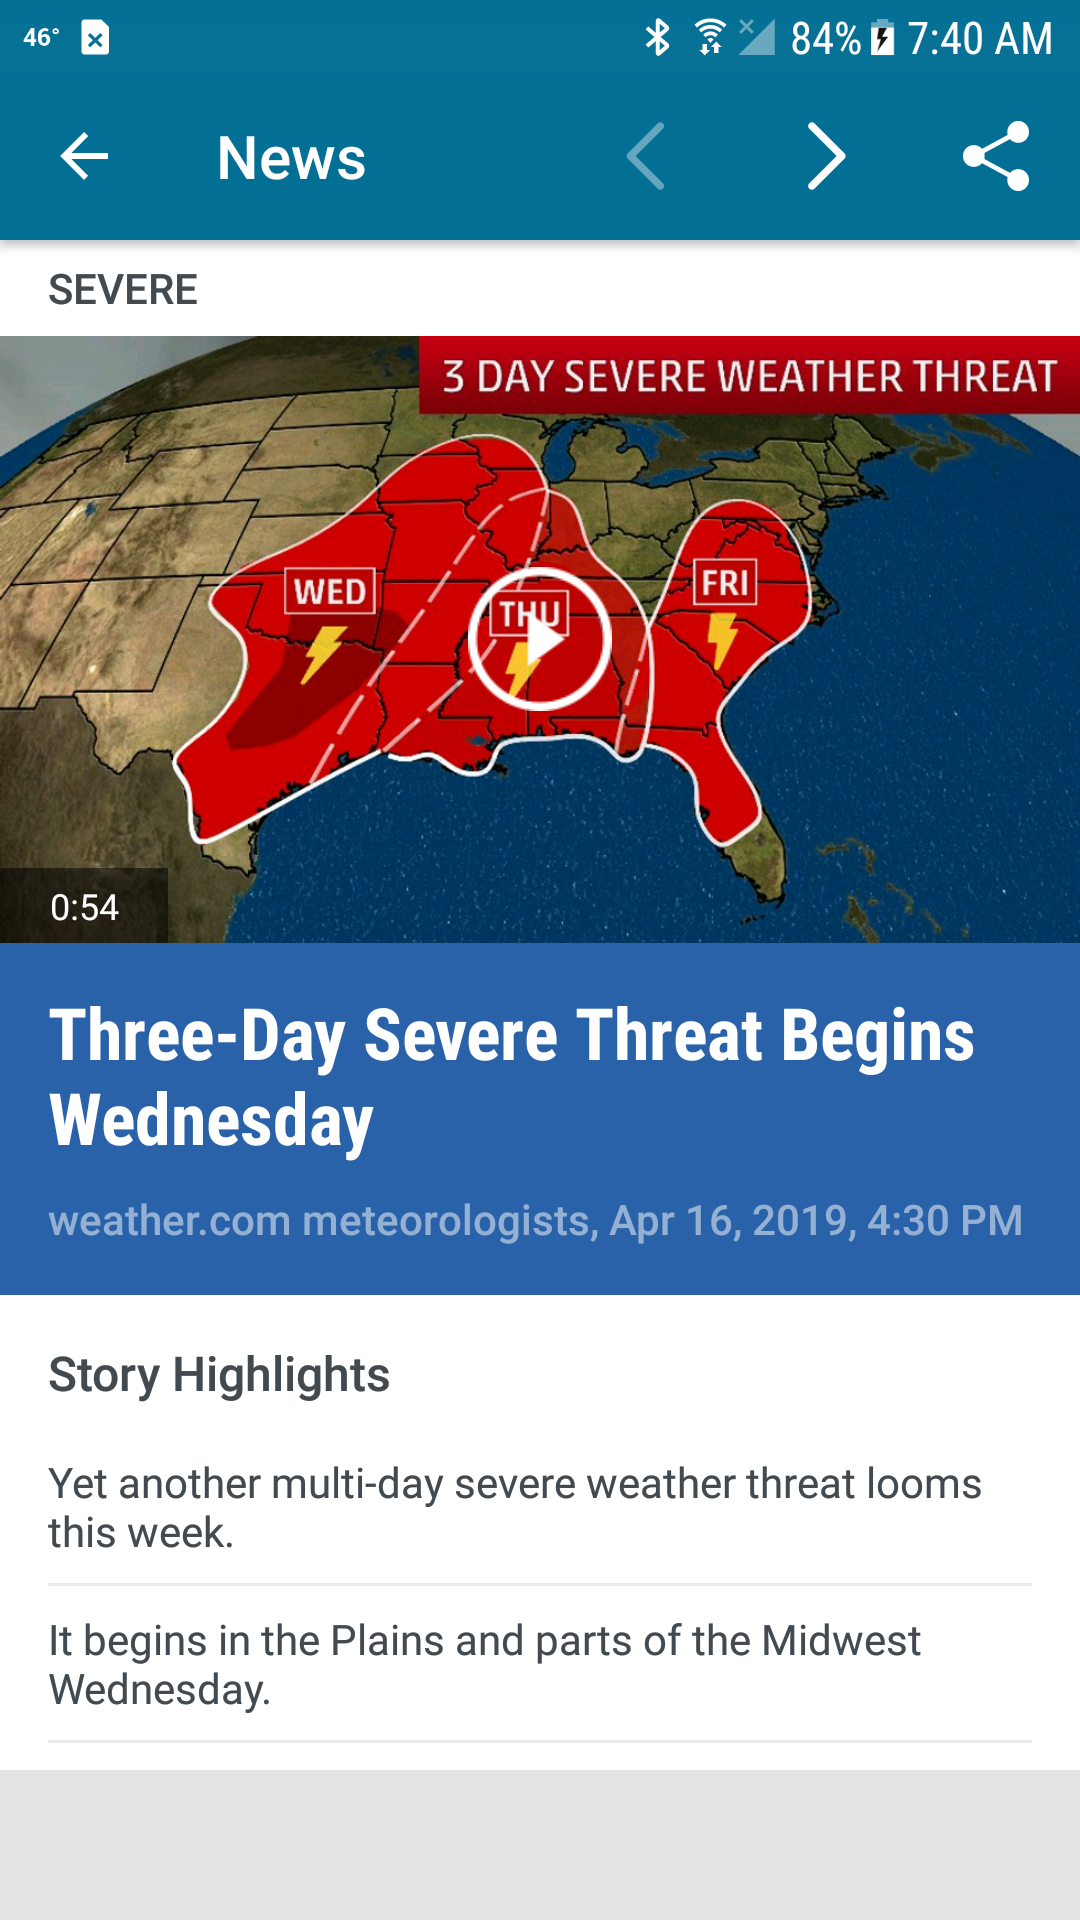 46°
84% 7:40 AM
News
SEVERE
3 DAY SEVERE WEATHER THREAT
WED
THU
FRI
0:54
Three-Day Severe Threat Begins
Wednesday
weather.com meteorologists, Apr 16, 2019, 4:30 PM
Story Highlights
Yet another multi-day severe weather threat looms
this week.
It begins in the Plains and parts of the Midwest
Wednesday.